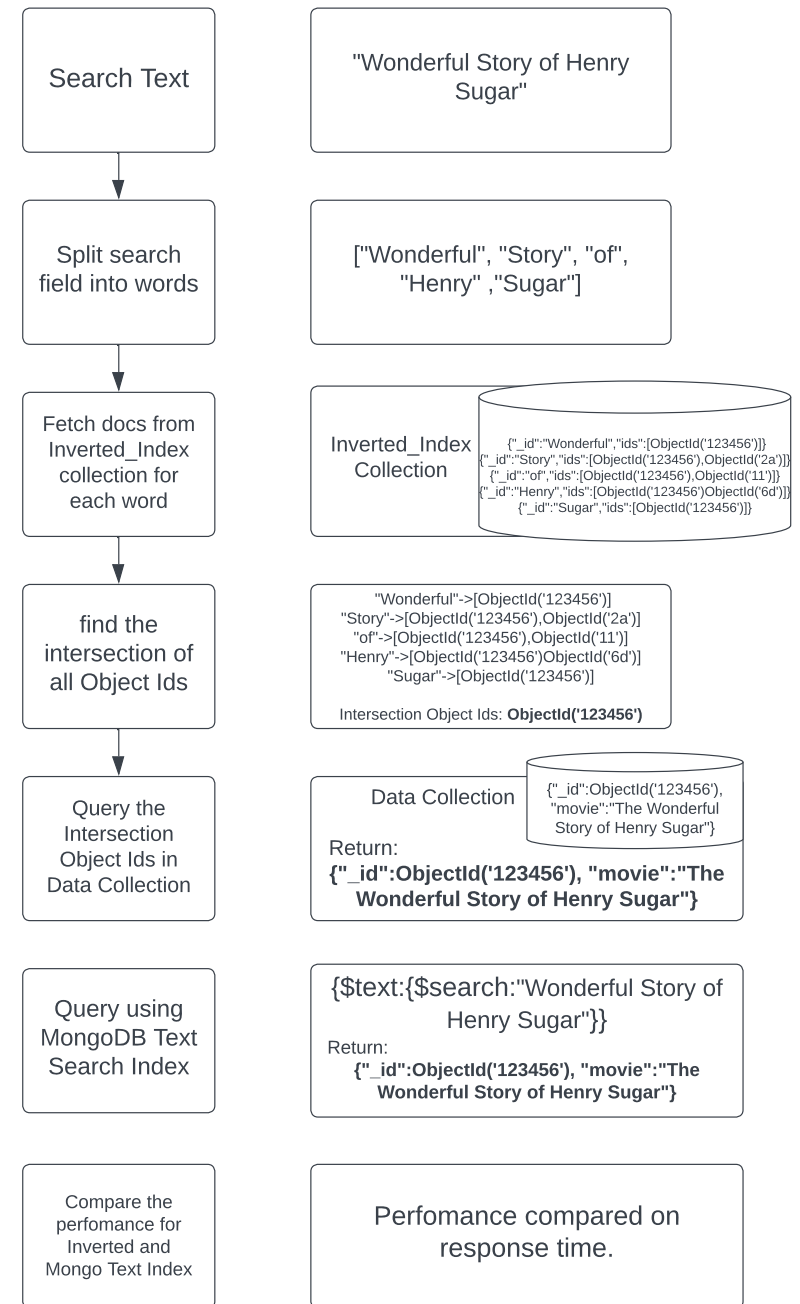 Search Text
"Wonderful Story of Henry
Sugar"
Split search
field into words
["Wonderful", "Story", "of",
"Henry" ,"Sugar"]
Fetch docs from
Inverted_Index
collection for
each word
Inverted_Index
Collection
{"_id":"Wonderful","ids":[ObjectId('123456')]}
{"_id":"Story","ids":[ObjectId('123456'),ObjectId('2a')]}
{"_id":"of","ids":[ObjectId('123456'),ObjectId('11')]}
{"_id":"Henry","ids":[ObjectId('123456')ObjectId('6d')]}
{"_id":"Sugar","ids":[ObjectId('123456')]}
find the
intersection of
all Object Ids
"Wonderful"->[ObjectId('123456')]
"Story"->[ObjectId('123456'),ObjectId('2a')]
"of"->[ObjectId('123456'),ObjectId('11')]
"Henry"->[ObjectId('123456')ObjectId('6d')]
"Sugar"->[ObjectId('123456')]
Intersection Object Ids: ObjectId('123456')
Query the
Intersection
Object Ids in
Data Collection
Data Collection
{"_id":ObjectId('123456'),
"movie":"The Wonderful
Story of Henry Sugar"}
Return:
{"_id":ObjectId('123456'), "movie":"The
Wonderful Story of Henry Sugar"}
Query using
MongoDB Text
Search Index
{$text:{$search:"Wonderful Story of
Henry Sugar"}}
Return:
{"_id":ObjectId('123456'), "movie":"The
Wonderful Story of Henry Sugar"}
Compare the
perfomance for
Inverted and
Mongo Text Index
Perfomance compared on
response time.